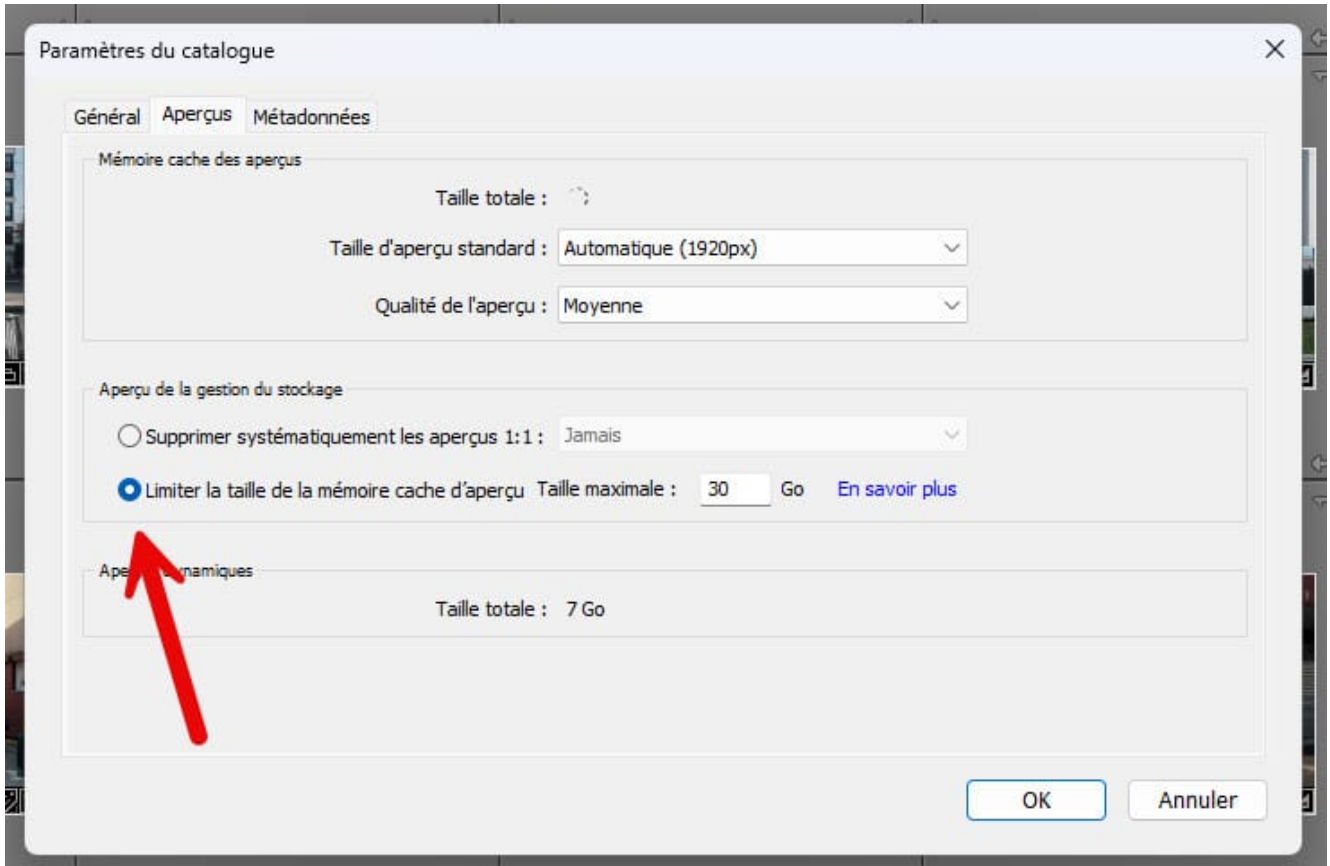 Paramètres du catalogue
Général Aperçus Métadonnées
Mémoire cache des aperçus
Taille totale :
Taille d'aperçu standard : Automatique (1920px)
Qualité de l'aperçu : Moyenne
Aperçu de la gestion du stockage
Supprimer systématiquement les aperçus 1:1 : Jamais
Limiter la taille de la mémoire cache d’aperçu Taille maximale : 30 Go En savoir plus
Taille totale : 7 Go
OK Annuler